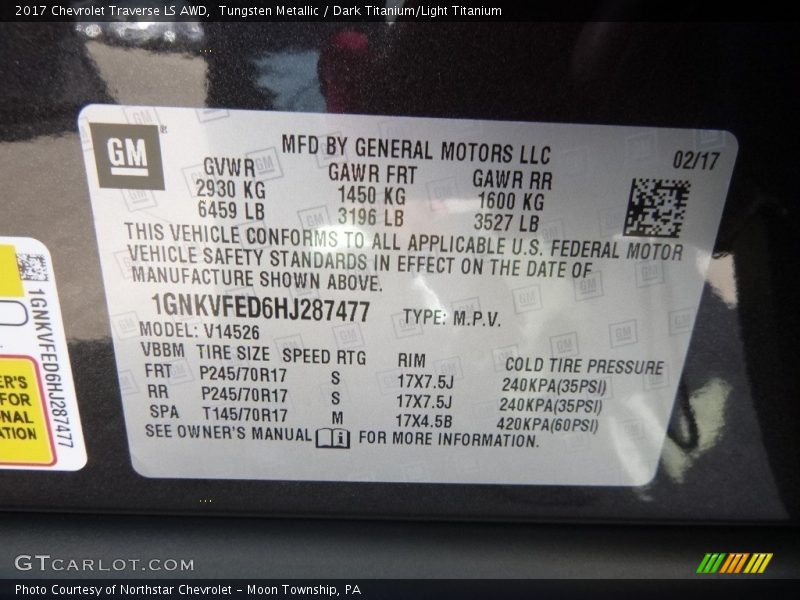 2017 Chevrolet Traverse LS AWD, Tungsten Metallic / Dark Titanium/Light Titanium
GM
MFD BY GENERAL MOTORS LLC
02/17
GVWR GAWR FRT GAWR RR
2930 KG 1450 KG 1600 KG
6459 LB 3196 LB 3527 LB
THIS VEHICLE CONFORMS TO ALL APPLICABLE U.S. FEDERAL MOTOR
VEHICLE SAFETY STANDARDS IN EFFECT ON THE DATE OF
MANUFACTURE SHOWN ABOVE.
1GNKVFED6HJ287477 TYPE: M.P.V.
MODEL: V14526
VBBM TIRE SIZE SPEED RTG RIM COLD TIRE PRESSURE
FRT P245/70R17 S 17X7.5J 240KPA(35PSI)
RR P245/70R17 S 17X7.5J 240KPA(35PSI)
SPA T145/70R17 M 17X4.5B 420KPA(60PSI)
SEE OWNER'S MANUAL FOR MORE INFORMATION.
1GNKVFED6HJ287477
ER'S
FOR
NAL
ATION
GTCARLOT.COM
Photo Courtesy of Northstar Chevrolet - Moon Township, PA